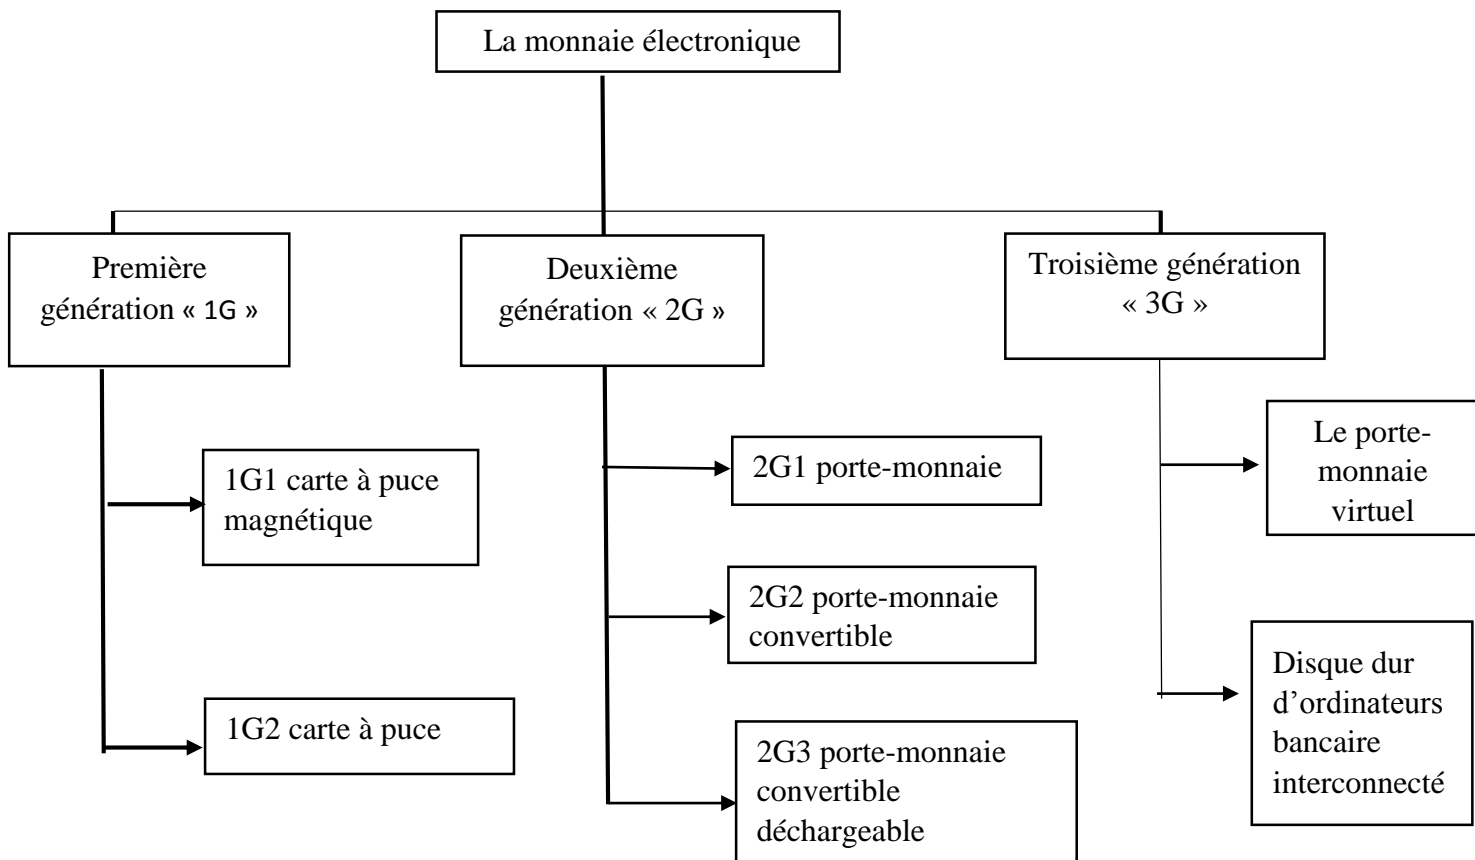 La monnaie électronique
Première
génération « 1G »
Deuxième
génération « 2G »
Troisième génération
« 3G »
1G1 carte à puce
magnétique
1G2 carte à puce
2G1 porte-monnaie
2G2 porte-monnaie
convertible
2G3 porte-monnaie
convertible
déchargeable
Le porte-
monnaie
virtuel
Disque dur
d’ordinateurs
bancaire
interconnecté